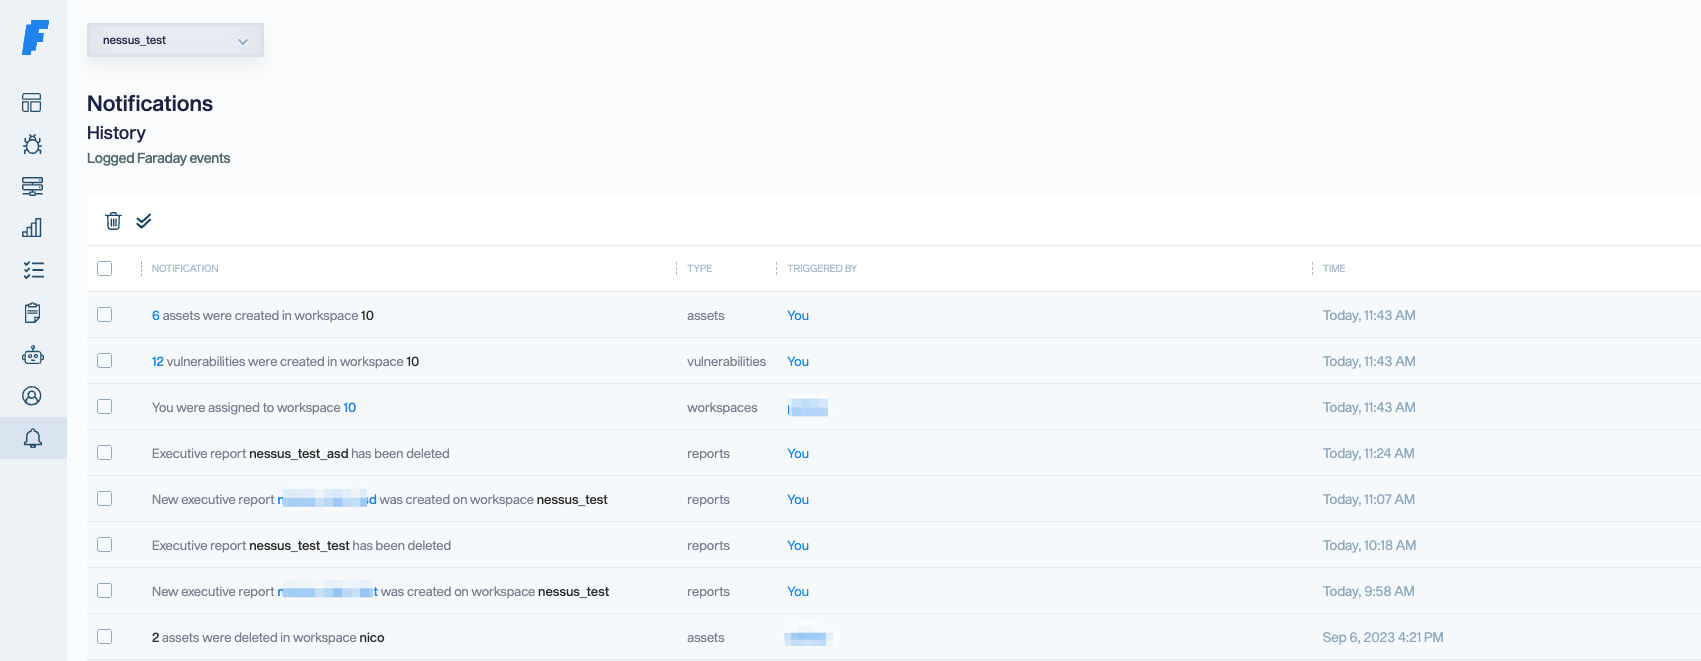 nessus_test
Notifications
History
Logged Faraday events
NOTIFICATION TYPE TRIGGERED BY TIME
6 assets were created in workspace 10 assets You Today, 11:43 AM
12 vulnerabilities were created in workspace 10 vulnerabilities You Today, 11:43 AM
You were assigned to workspace 10 workspaces Today, 11:43 AM
Executive report nessus_test_asd has been deleted reports You Today, 11:24 AM
New executive report was created on workspace nessus_test reports You Today, 11:07 AM
Executive report nessus_test_test has been deleted reports You Today, 10:18 AM
New executive report was created on workspace nessus_test reports You Today, 9:58 AM
2 assets were deleted in workspace nico assets Sep 6, 2023 4:21 PM